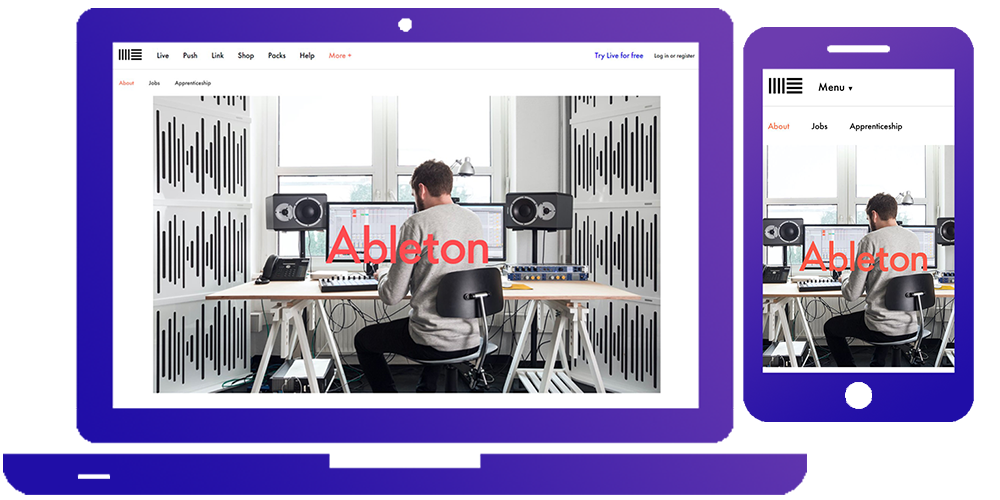 Live Push Link Shop Packs Help More + Try Live for free Log in or register
About Jobs Apprenticeship
Ableton
Menu ▾
About Jobs Apprenticeship
Ableton